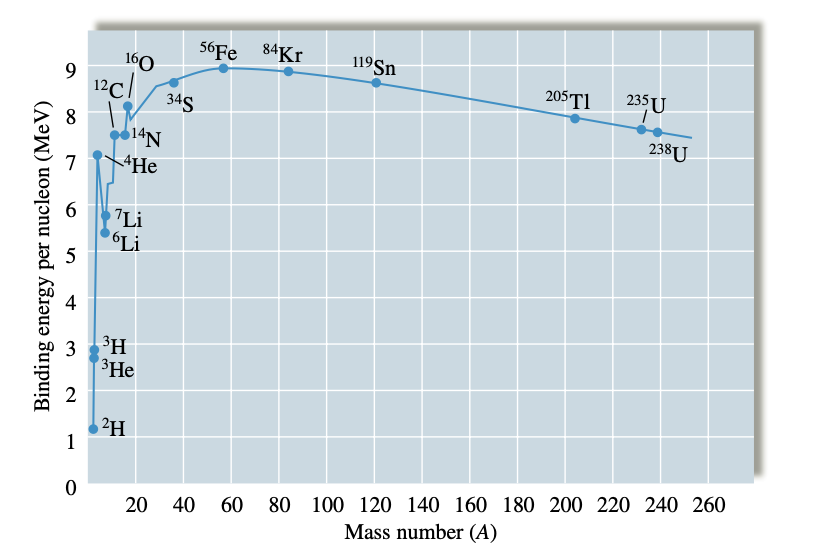 Binding energy per nucleon (MeV)
9
8
7
6
5
4
3
2
1
0
⁵⁶Fe
⁸⁴Kr
¹⁶O
¹¹⁹Sn
¹²C
³⁴S
²⁰⁵Tl
²³⁵U
¹⁴N
²³⁸U
⁴He
⁷Li
⁶Li
³H
³He
²H
20 40 60 80 100 120 140 160 180 200 220 240 260
Mass number (A)